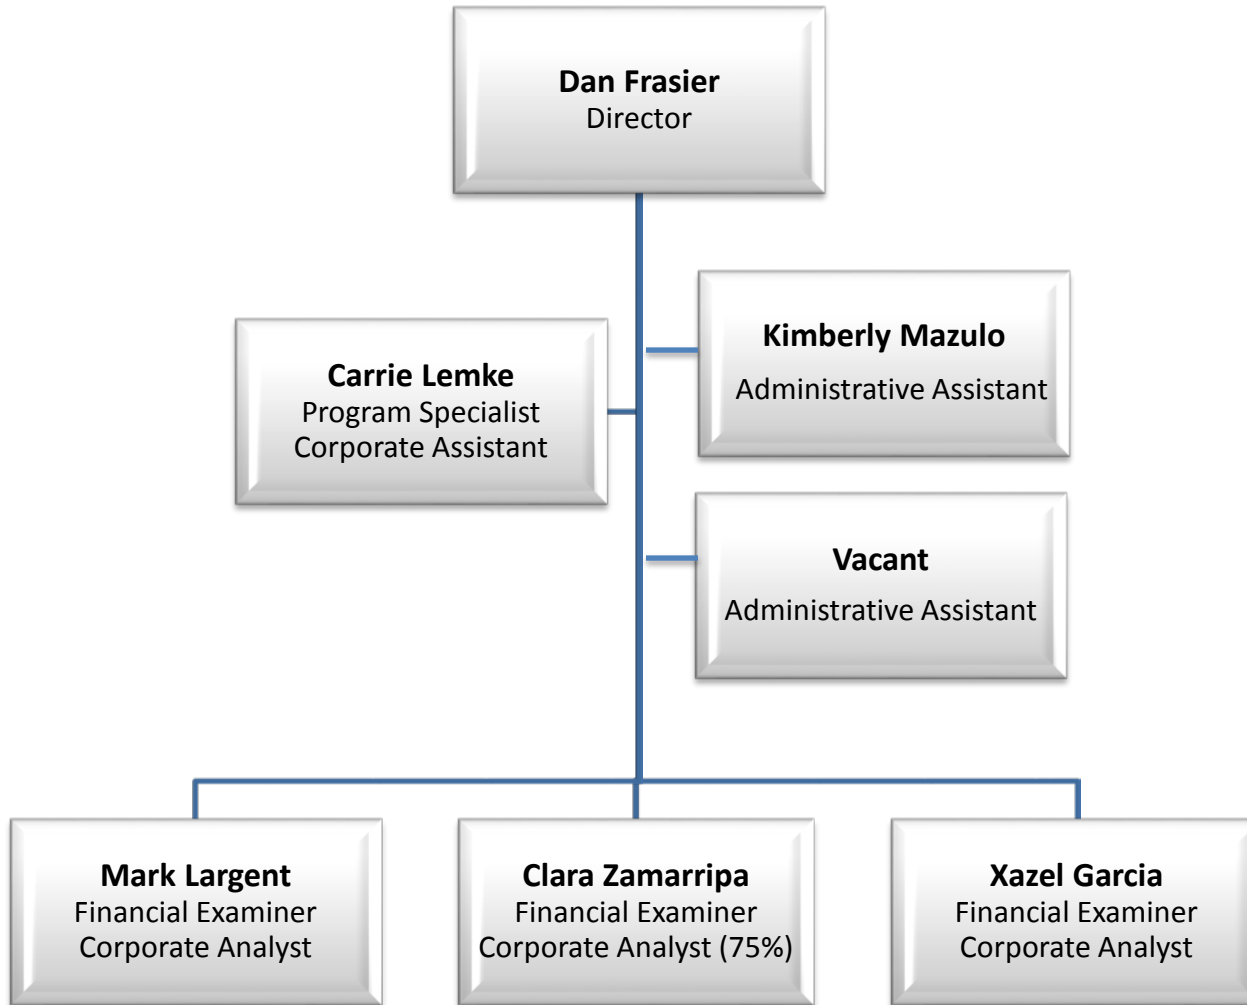 Dan Frasier
Director
Kimberly Mazulo
Administrative Assistant
Carrie Lemke
Program Specialist
Corporate Assistant
Vacant
Administrative Assistant
Mark Largent
Financial Examiner
Corporate Analyst
Clara Zamarripa
Financial Examiner
Corporate Analyst (75%)
Xazel Garcia
Financial Examiner
Corporate Analyst